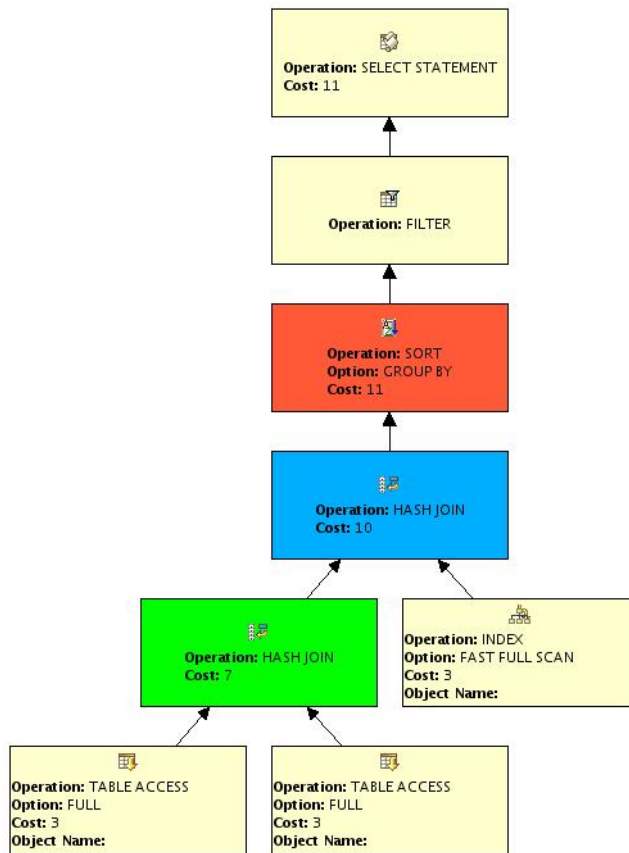 Operation: SELECT STATEMENT
Cost: 11
Operation: FILTER
Operation: SORT
Option: GROUP BY
Cost: 11
Operation: HASH JOIN
Cost: 10
Operation: HASH JOIN
Cost: 7
Operation: INDEX
Option: FAST FULL SCAN
Cost: 3
Object Name:
Operation: TABLE ACCESS
Option: FULL
Cost: 3
Object Name:
Operation: TABLE ACCESS
Option: FULL
Cost: 3
Object Name: